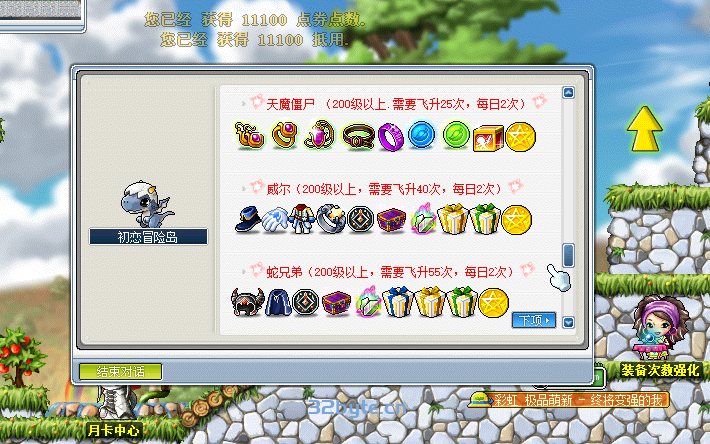 您已经 获得 11100 点券点数.
您已经 获得 11100 抵用.
天魔僵尸 （200级以上.需要飞升25次，每日2次）
威尔（200级以上，需要飞升40次，每日2次）
初恋冒险岛
蛇兄弟（200级以上，需要飞升55次，每日2次）
下项
结束对话
装备次数强化
彩虹 极品萌新 - 终将变强的我
32byte.cn
月卡中心